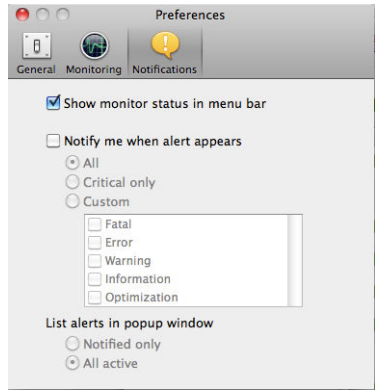 Preferences
General Monitoring Notifications
Show monitor status in menu bar
Notify me when alert appears
All
Critical only
Custom
Fatal
Error
Warning
Information
Optimization
List alerts in popup window
Notified only
All active